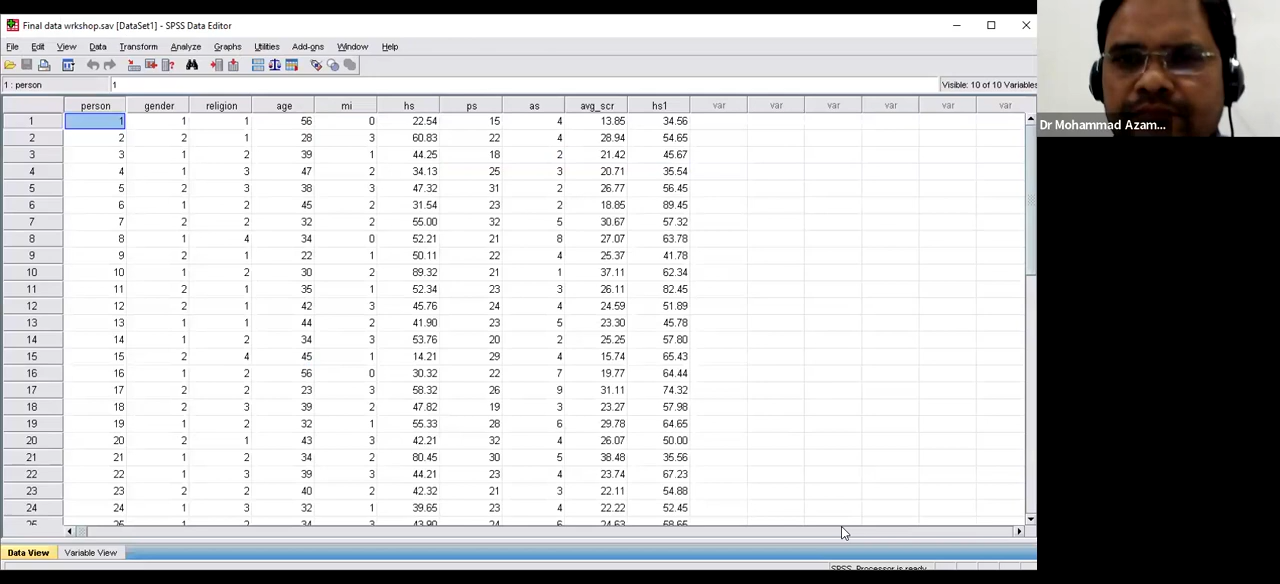 Final data wrkshop.sav [DataSet1] - SPSS Data Editor
File Edit View Data Transform Analyze Graphs Utilities Add-ons Window Help
1 : person 1 Visible: 10 of 10 Variables
person gender religion age mi hs ps as avg_scr hs1 var var var var var var
1 1 1 1 56 0 22.54 15 4 13.85 34.56
2 2 2 1 28 3 60.83 22 4 28.94 54.65
3 3 1 2 39 1 44.25 18 2 21.42 45.67
4 4 1 3 47 2 34.13 25 3 20.71 35.54
5 5 2 3 38 3 47.32 31 2 26.77 56.45
6 6 1 2 45 2 31.54 23 2 18.85 89.45
7 7 2 2 32 2 55.00 32 5 30.67 57.32
8 8 1 4 34 0 52.21 21 8 27.07 63.78
9 9 2 1 22 1 50.11 22 4 25.37 41.78
10 10 1 2 30 2 89.32 21 1 37.11 62.34
11 11 2 1 35 1 52.34 23 3 26.11 82.45
12 12 2 1 42 3 45.76 24 4 24.59 51.89
13 13 1 1 44 2 41.90 23 5 23.30 45.78
14 14 1 2 34 3 53.76 20 2 25.25 57.80
15 15 2 4 45 1 14.21 29 4 15.74 65.43
16 16 1 2 56 0 30.32 22 7 19.77 64.44
17 17 2 2 23 3 58.32 26 9 31.11 74.32
18 18 2 3 39 2 47.82 19 3 23.27 57.98
19 19 1 2 32 1 55.33 28 6 29.78 64.65
20 20 2 1 43 3 42.21 32 4 26.07 50.00
21 21 1 2 34 2 80.45 30 5 38.48 35.56
22 22 1 3 39 3 44.21 23 4 23.74 67.23
23 23 2 2 40 2 42.32 21 3 22.11 54.88
24 24 1 3 32 1 39.65 23 4 22.22 52.45
25 25 1 2 34 3 43.90 24 6 24.63 58.65
Data View Variable View
SPSS Processor is ready
Dr Mohammad Azam...